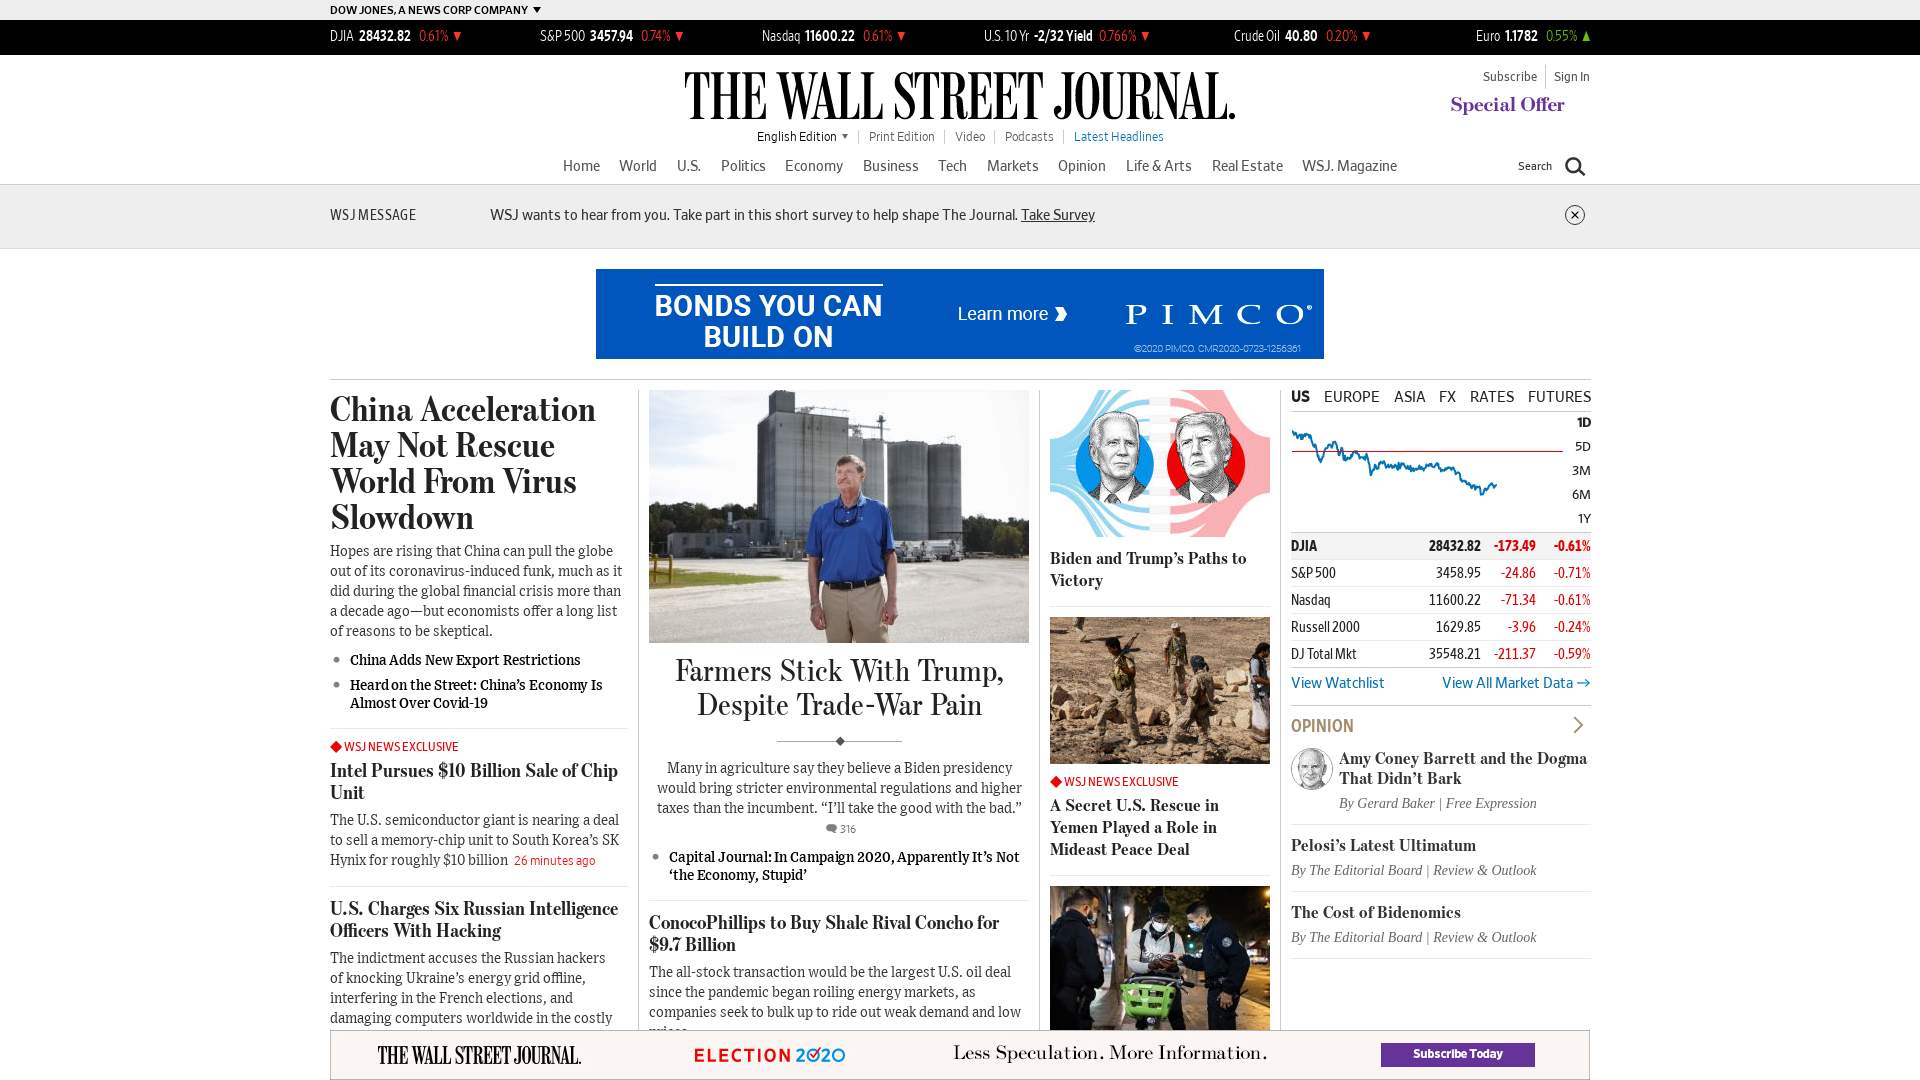 DOW JONES, A NEWS CORP COMPANY
DJIA 28432.82 0.61%
S&P 500 3457.94 0.74%
Nasdaq 11600.22 0.61%
U.S. 10 Yr -2/32 Yield 0.766%
Crude Oil 40.80 0.20%
Euro 1.1782 0.55%
THE WALL STREET JOURNAL.
Subscribe Sign In
Special Offer
English Edition Print Edition Video Podcasts Latest Headlines
Home World U.S. Politics Economy Business Tech Markets Opinion Life & Arts Real Estate WSJ. Magazine
Search
WSJ MESSAGE
WSJ wants to hear from you. Take part in this short survey to help shape The Journal. Take Survey
BONDS YOU CAN
BUILD ON
Learn more
PIMCO®
©2020 PIMCO. CMR2020-0723-1256361
China Acceleration
May Not Rescue
World From Virus
Slowdown
Hopes are rising that China can pull the globe
out of its coronavirus-induced funk, much as it
did during the global financial crisis more than
a decade ago—but economists offer a long list
of reasons to be skeptical.
China Adds New Export Restrictions
Heard on the Street: China’s Economy Is
Almost Over Covid-19
WSJ NEWS EXCLUSIVE
Intel Pursues $10 Billion Sale of Chip
Unit
The U.S. semiconductor giant is nearing a deal
to sell a memory-chip unit to South Korea’s SK
Hynix for roughly $10 billion 26 minutes ago
U.S. Charges Six Russian Intelligence
Officers With Hacking
The indictment accuses the Russian hackers
of knocking Ukraine’s energy grid offline,
interfering in the French elections, and
damaging computers worldwide in the costly
Farmers Stick With Trump,
Despite Trade-War Pain
Many in agriculture say they believe a Biden presidency
would bring stricter environmental regulations and higher
taxes than the incumbent. “I’ll take the good with the bad.”
316
Capital Journal: In Campaign 2020, Apparently It’s Not
‘the Economy, Stupid’
ConocoPhillips to Buy Shale Rival Concho for
$9.7 Billion
The all-stock transaction would be the largest U.S. oil deal
since the pandemic began roiling energy markets, as
companies seek to bulk up to ride out weak demand and low
Biden and Trump’s Paths to
Victory
WSJ NEWS EXCLUSIVE
A Secret U.S. Rescue in
Yemen Played a Role in
Mideast Peace Deal
US EUROPE ASIA FX RATES FUTURES
1D
5D
3M
6M
1Y
DJIA 28432.82 -173.49 -0.61%
S&P 500 3458.95 -24.86 -0.71%
Nasdaq 11600.22 -71.34 -0.61%
Russell 2000 1629.85 -3.96 -0.24%
DJ Total Mkt 35548.21 -211.37 -0.59%
View Watchlist View All Market Data
OPINION
Amy Coney Barrett and the Dogma
That Didn’t Bark
By Gerard Baker | Free Expression
Pelosi’s Latest Ultimatum
By The Editorial Board | Review & Outlook
The Cost of Bidenomics
By The Editorial Board | Review & Outlook
THE WALL STREET JOURNAL.
ELECTION 2020
Less Speculation. More Information.
Subscribe Today